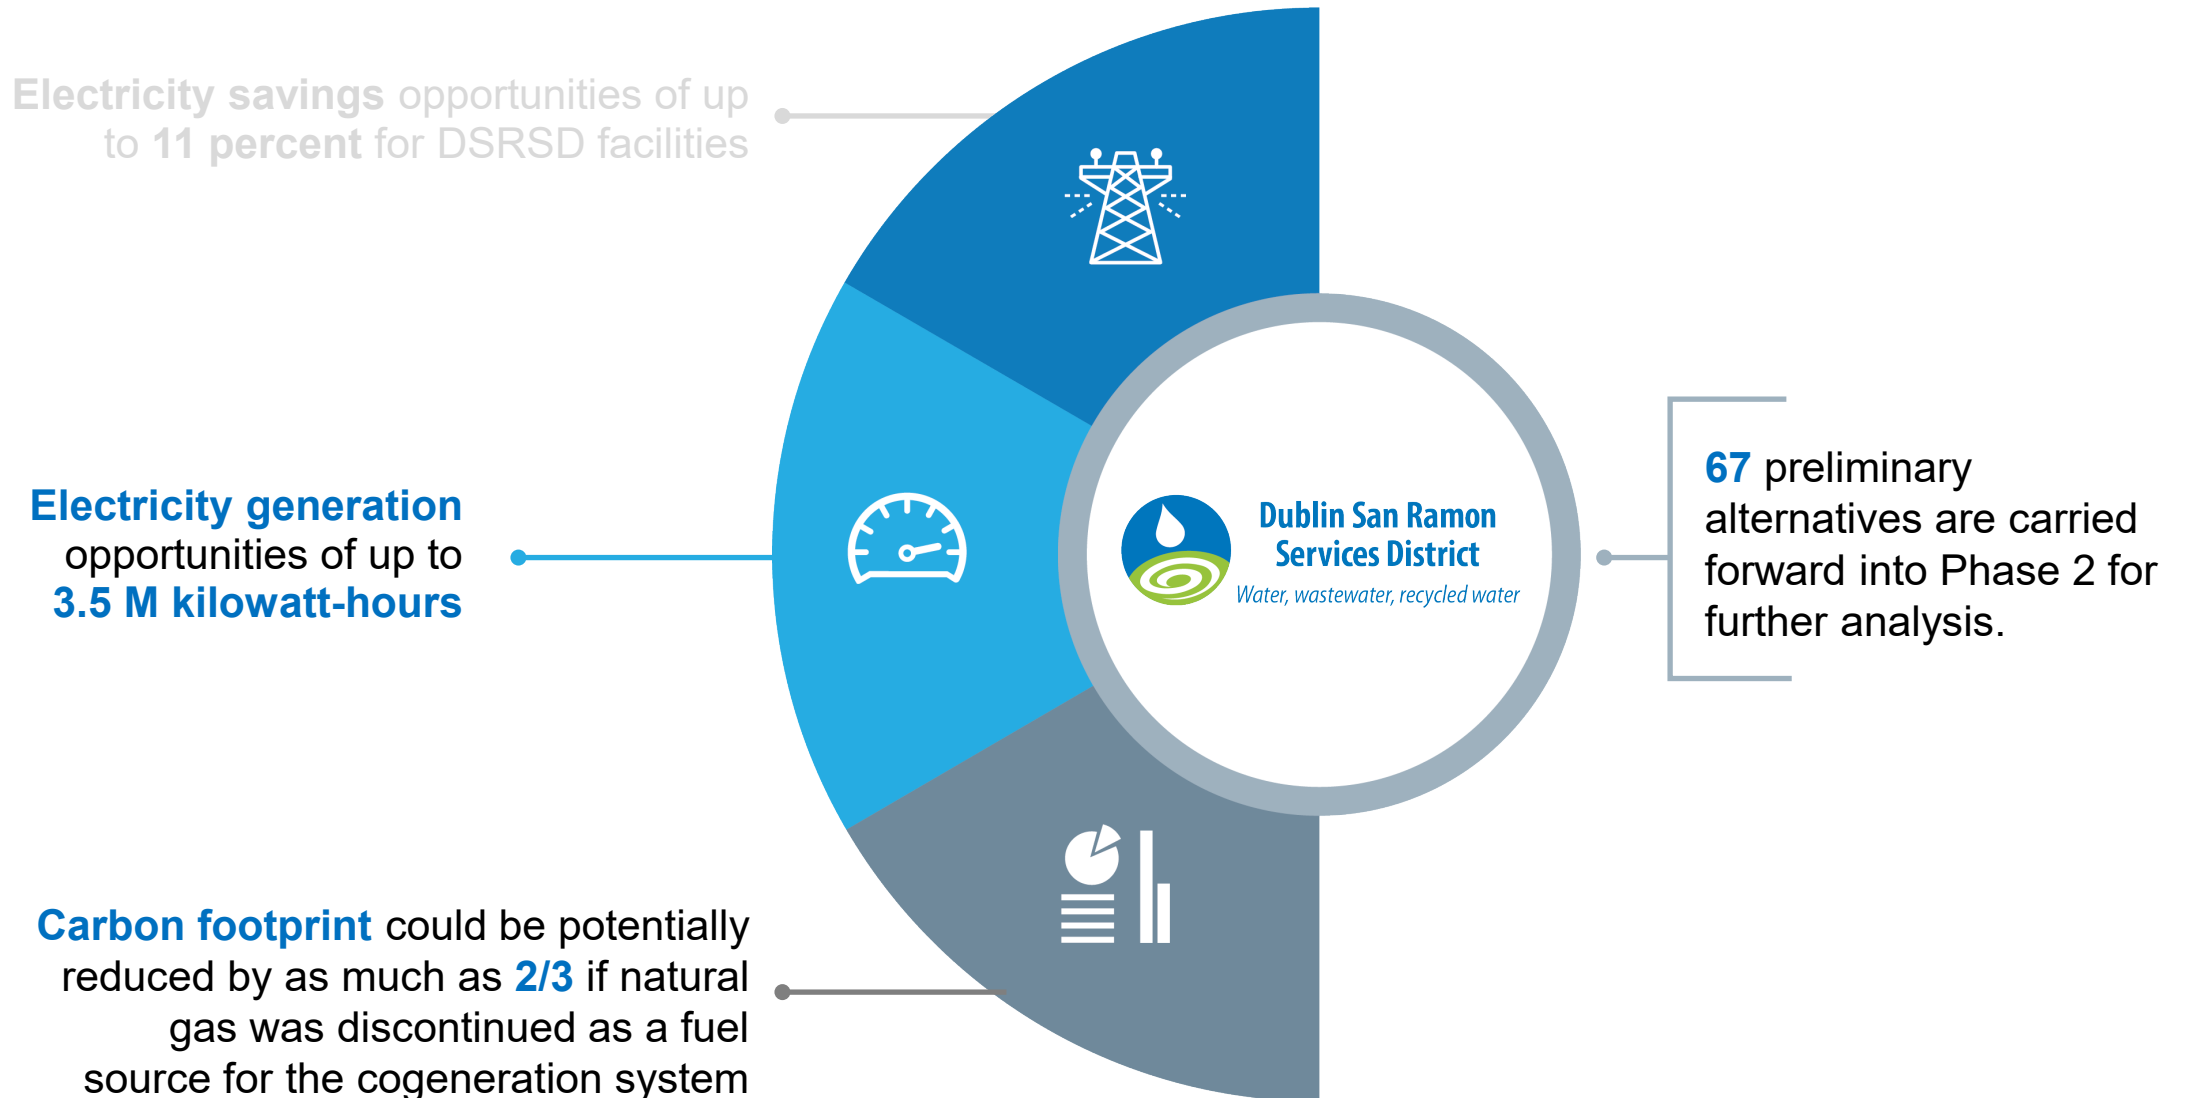 Electricity savings opportunities of up
to 11 percent for DSRSD facilities
Electricity generation
opportunities of up to
3.5 M kilowatt-hours
Carbon footprint could be potentially
reduced by as much as 2/3 if natural
gas was discontinued as a fuel
source for the cogeneration system
Dublin San Ramon
Services District
Water, wastewater, recycled water
67 preliminary
alternatives are carried
forward into Phase 2 for
further analysis.